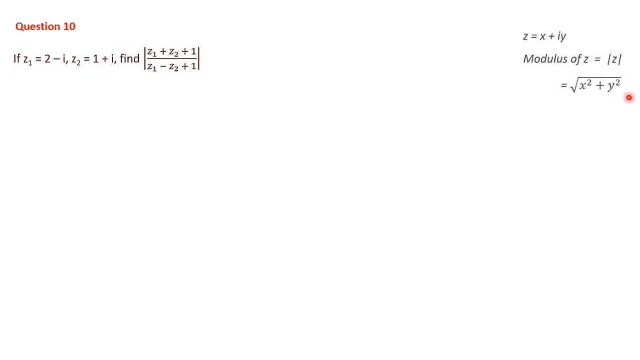 Question 10
If z₁ = 2 – i, z₂ = 1 + i, find |(z₁ + z₂ + 1)/(z₁ − z₂ + 1)|
z = x + iy
Modulus of z = |z|
= √(x² + y²)